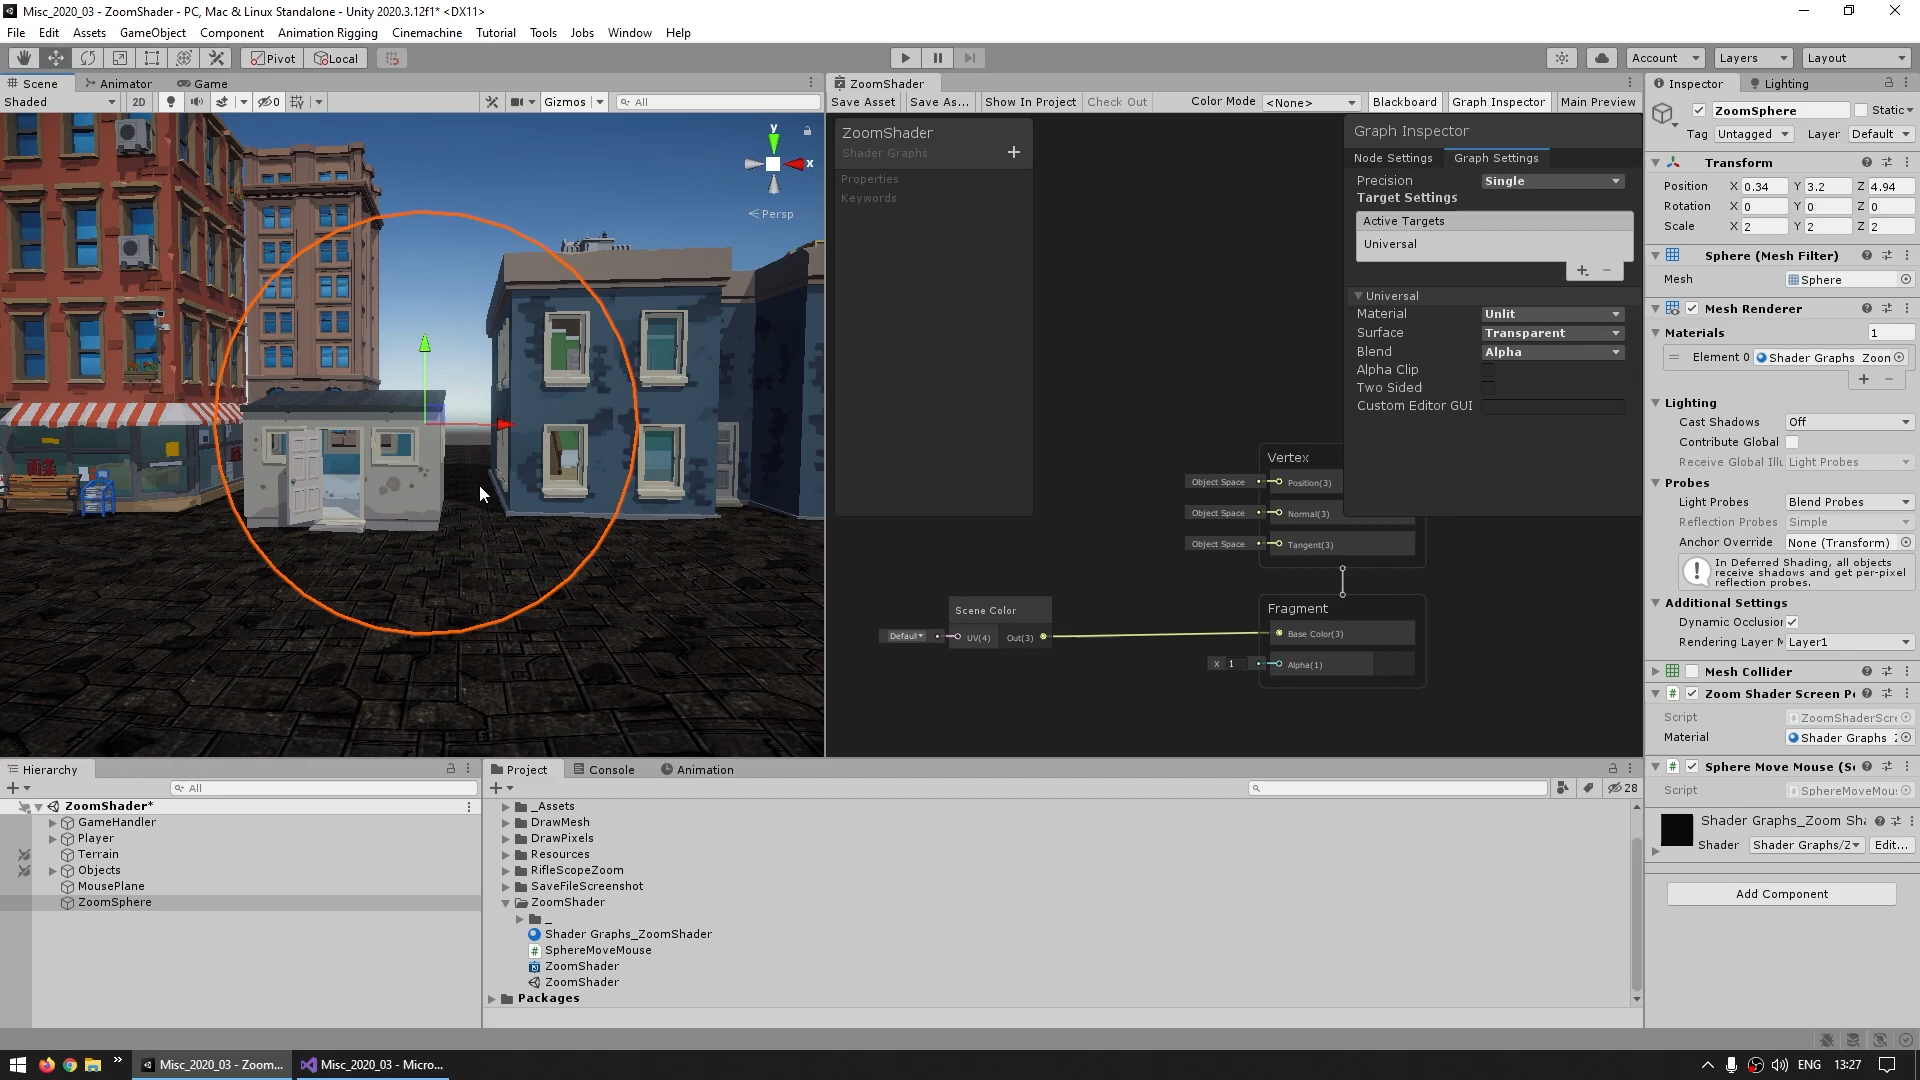 Misc_2020_03 - ZoomShader - PC, Mac & Linux Standalone - Unity 2020.3.12f1* <DX11>
File Edit Assets GameObject Component Animation Rigging Cinemachine Tutorial Tools Jobs Window Help
Pivot Local Account Layers Layout
Scene Animator Game
Shaded 2D 0 Gizmos All
y
x
Persp
ZoomShader
Save Asset Save As... Show In Project Check Out Color Mode <None> Blackboard Graph Inspector Main Preview
ZoomShader
Shader Graphs
Properties
Keywords
Graph Inspector
Node Settings Graph Settings
Precision Single
Target Settings
Active Targets
Universal
Universal
Material Unlit
Surface Transparent
Blend Alpha
Alpha Clip
Two Sided
Custom Editor GUI
Vertex
Object Space Position(3)
Object Space Normal(3)
Object Space Tangent(3)
Fragment
Base Color(3)
X 1 Alpha(1)
Scene Color
Default UV(4) Out(3)
Inspector Lighting
ZoomSphere Static
Tag Untagged Layer Default
Transform
Position X 0.34 Y 3.2 Z 4.94
Rotation X 0 Y 0 Z 0
Scale X 2 Y 2 Z 2
Sphere (Mesh Filter)
Mesh Sphere
Mesh Renderer
Materials 1
Element 0 Shader Graphs_Zoon
Lighting
Cast Shadows Off
Contribute Global
Receive Global Illu Light Probes
Probes
Light Probes Blend Probes
Reflection Probes Simple
Anchor Override None (Transform)
In Deferred Shading, all objects
receive shadows and get per-pixel
reflection probes.
Additional Settings
Dynamic Occlusion
Rendering Layer M Layer1
Mesh Collider
Zoom Shader Screen Po
Script ZoomShaderScre
Material Shader Graphs_Z
Sphere Move Mouse (Sc
Script SphereMoveMous
Shader Graphs_Zoom Sha
Shader Shader Graphs/Z Edit...
Add Component
Hierarchy
All
ZoomShader*
GameHandler
Player
Terrain
Objects
MousePlane
ZoomSphere
Project Console Animation
28
_Assets
DrawMesh
DrawPixels
Resources
RifleScopeZoom
SaveFileScreenshot
ZoomShader
_
Shader Graphs_ZoomShader
SphereMoveMouse
ZoomShader
ZoomShader
Packages
Misc_2020_03 - Zoom... Misc_2020_03 - Micro... ENG 13:27